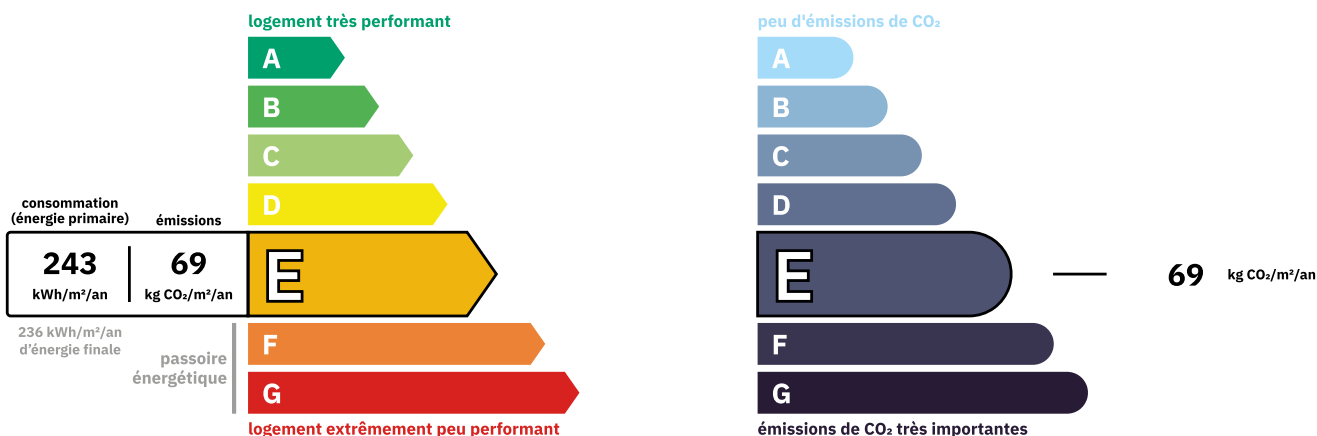 logement très performant
A
B
C
D
consommation
(énergie primaire)
émissions
243
kWh/m²/an
69
kg CO₂/m²/an
E
236 kWh/m²/an
d'énergie finale
passoire
énergétique
F
G
logement extrêmement peu performant
peu d'émissions de CO₂
A
B
C
D
E
69 kg CO₂/m²/an
F
G
émissions de CO₂ très importantes